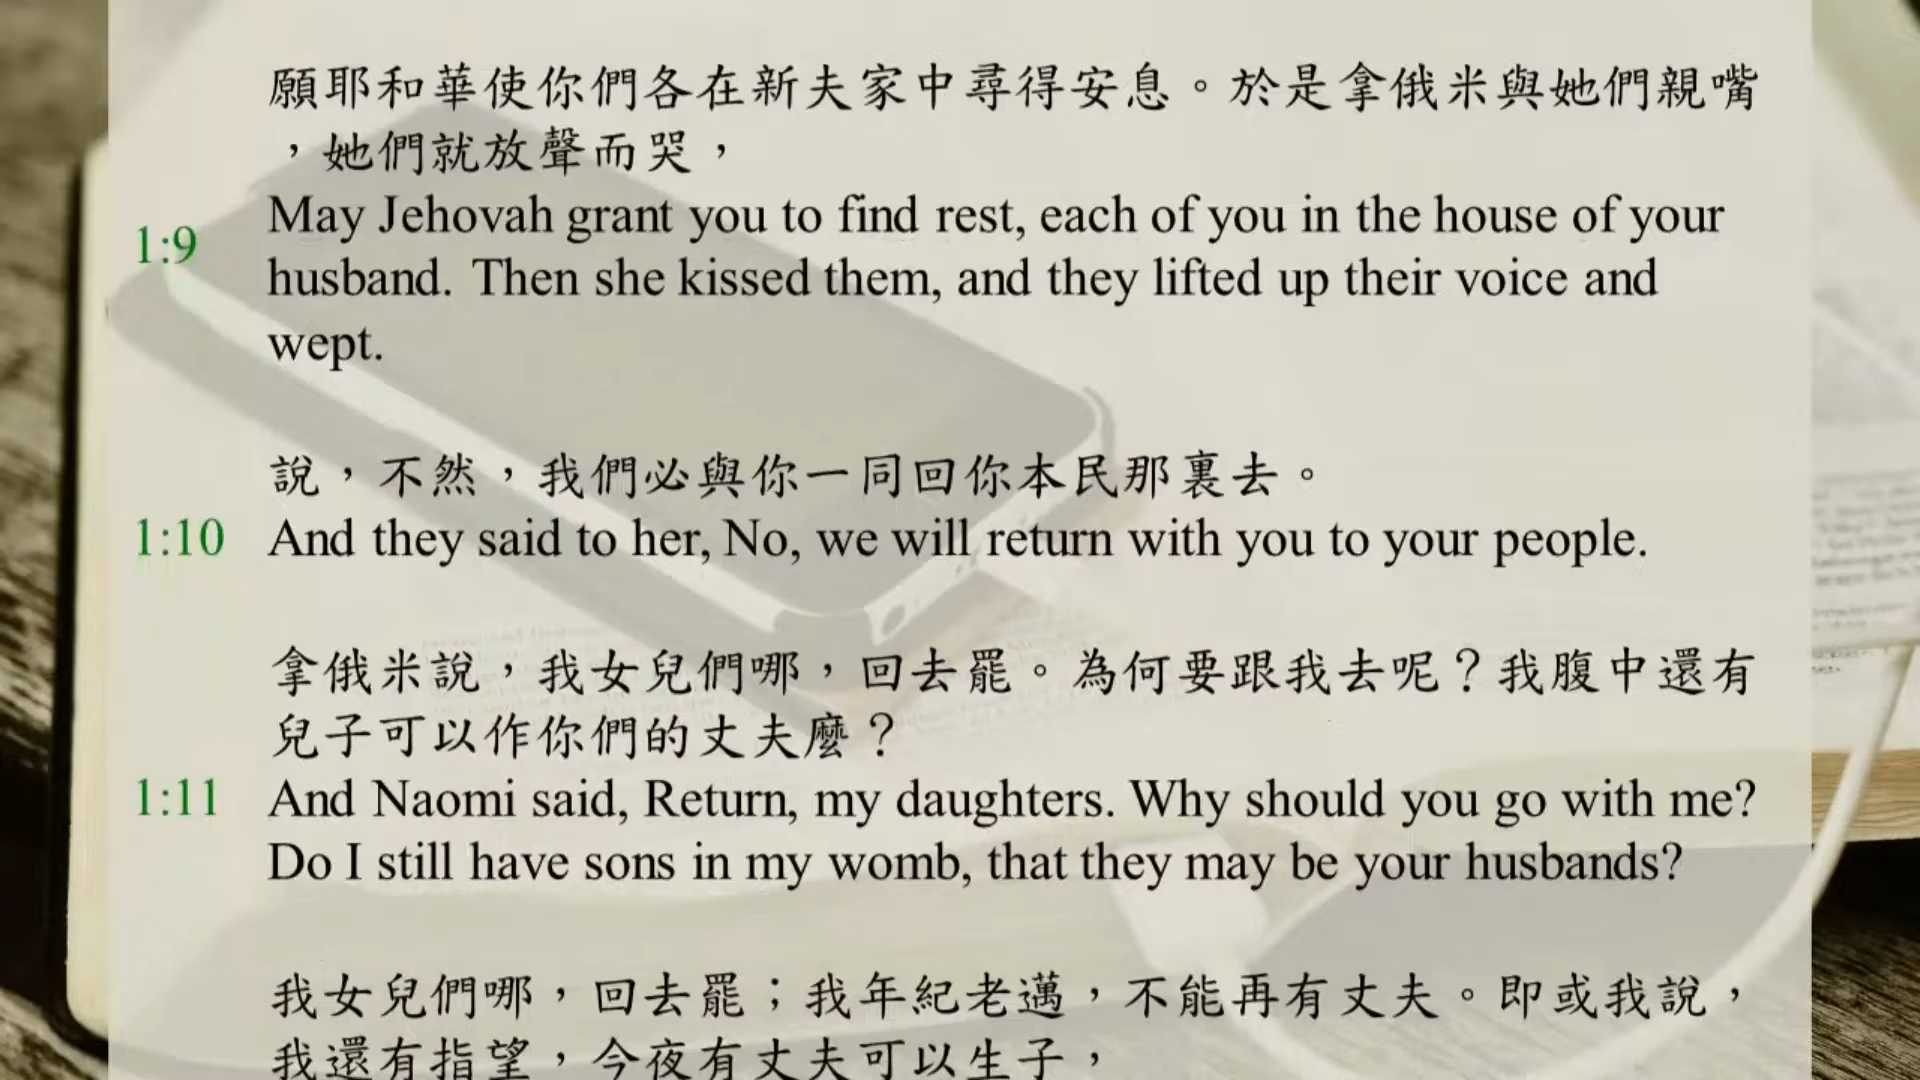 願耶和華使你們各在新夫家中尋得安息。於是拿俄米與她們親嘴
，她們就放聲而哭，
1:9
May Jehovah grant you to find rest, each of you in the house of your
husband. Then she kissed them, and they lifted up their voice and
wept.
說，不然，我們必與你一同回你本民那裏去。
1:10
And they said to her, No, we will return with you to your people.
拿俄米說，我女兒們哪，回去罷。為何要跟我去呢？我腹中還有
兒子可以作你們的丈夫麼？
1:11
And Naomi said, Return, my daughters. Why should you go with me?
Do I still have sons in my womb, that they may be your husbands?
我女兒們哪，回去罷；我年紀老邁，不能再有丈夫。即或我說，
我還有指望，今夜有丈夫可以生子，